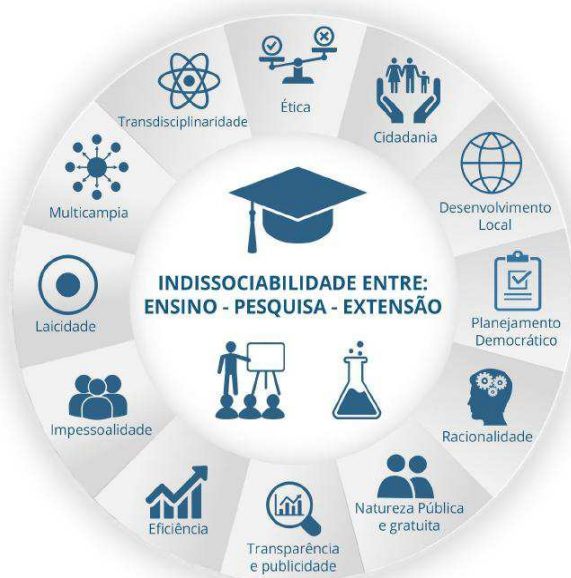 INDISSOCIABILIDADE ENTRE:
ENSINO - PESQUISA - EXTENSÃO
Ética
Cidadania
Desenvolvimento
Local
Planejamento
Democrático
Racionalidade
Natureza Pública
e gratuita
Transparência
e publicidade
Eficiência
Impessoalidade
Laicidade
Multicampia
Transdisciplinaridade